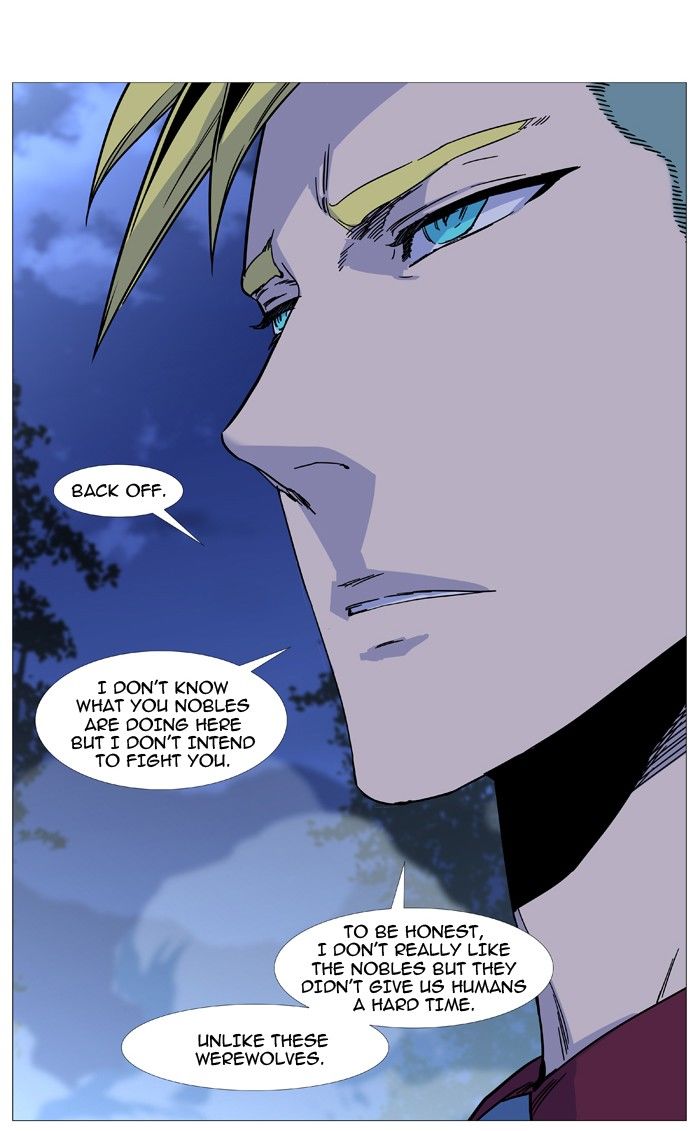 BACK OFF.
I DON'T KNOW
WHAT YOU NOBLES
ARE DOING HERE
BUT I DON'T INTEND
TO FIGHT YOU.
TO BE HONEST,
I DON'T REALLY LIKE
THE NOBLES BUT THEY
DIDN'T GIVE US HUMANS
A HARD TIME.
UNLIKE THESE
WEREWOLVES.